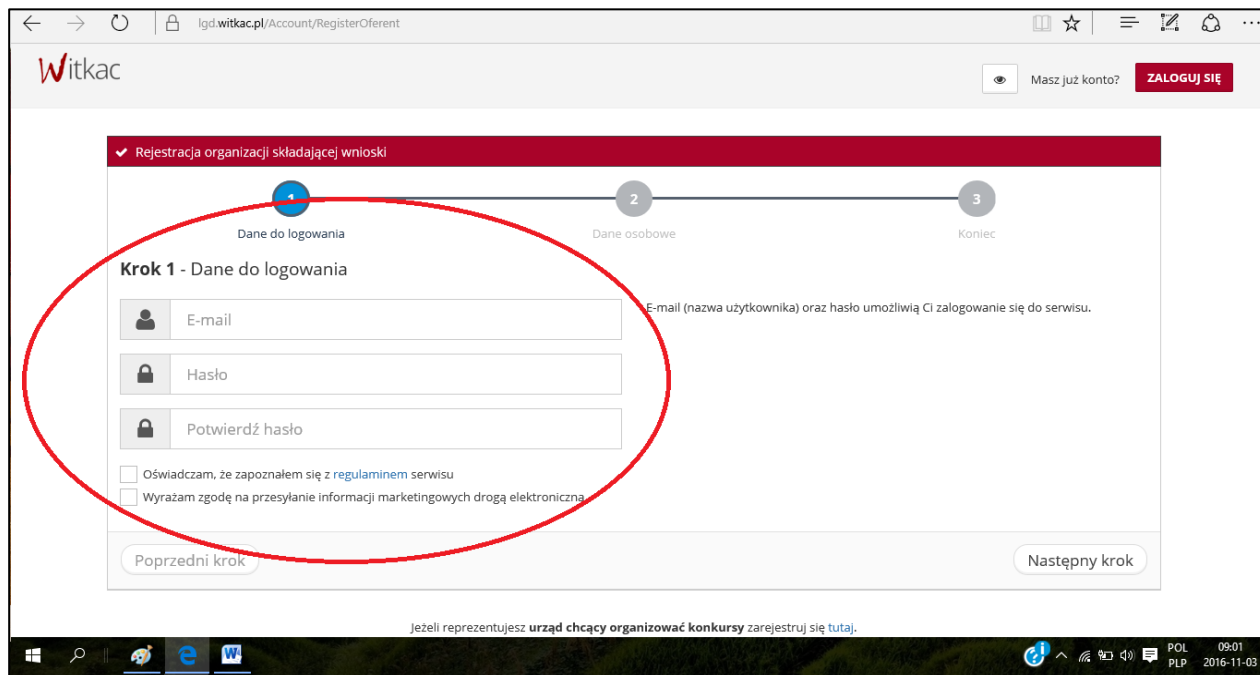 lgd.witkac.pl/Account/RegisterOferent
Witkac
Masz już konto?
ZALOGUJ SIĘ
Rejestracja organizacji składającej wnioski
1
2
3
Dane do logowania
Dane osobowe
Koniec
Krok 1 - Dane do logowania
E-mail
E-mail (nazwa użytkownika) oraz hasło umożliwią Ci zalogowanie się do serwisu.
Hasło
Potwierdź hasło
Oświadczam, że zapoznałem się z regulaminem serwisu
Wyrażam zgodę na przesyłanie informacji marketingowych drogą elektroniczną
Poprzedni krok
Następny krok
Jeżeli reprezentujesz urząd chcący organizować konkursy zarejestruj się tutaj.
POL
PLP
09:01
2016-11-03